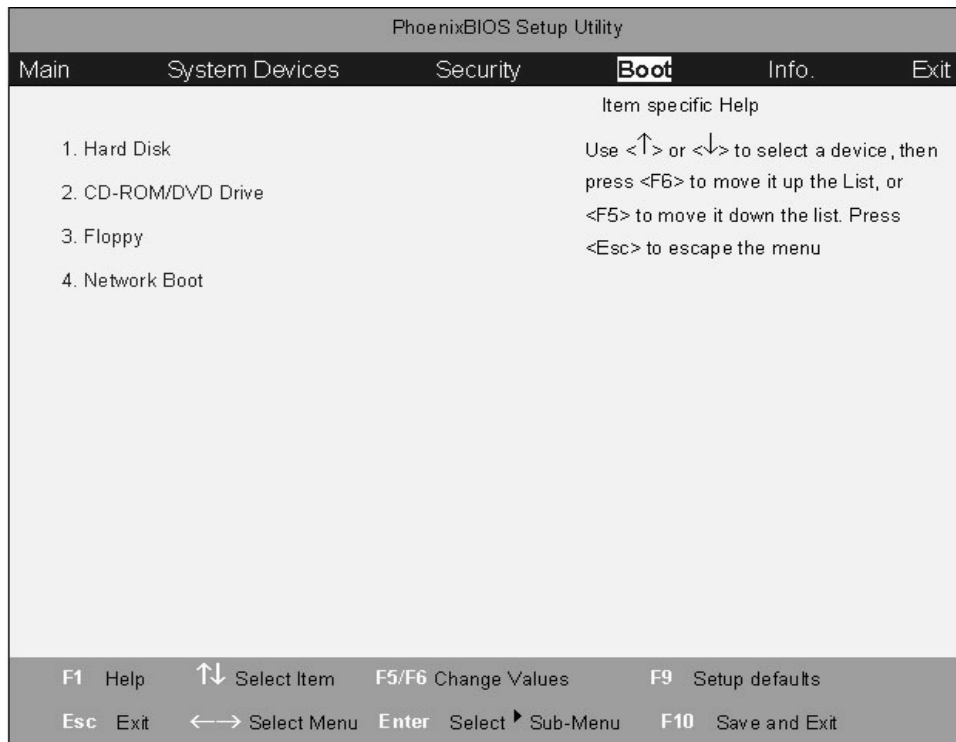 PhoenixBIOS Setup Utility
Main System Devices Security Boot Info. Exit
Item specific Help
1. Hard Disk
2. CD-ROM/DVD Drive
3. Floppy
4. Network Boot
Use <↑> or <↓> to select a device, then
press <F6> to move it up the List, or
<F5> to move it down the list. Press
<Esc> to escape the menu
F1 Help ↑↓ Select Item F5/F6 Change Values F9 Setup defaults
Esc Exit ←→ Select Menu Enter Select ▶ Sub-Menu F10 Save and Exit